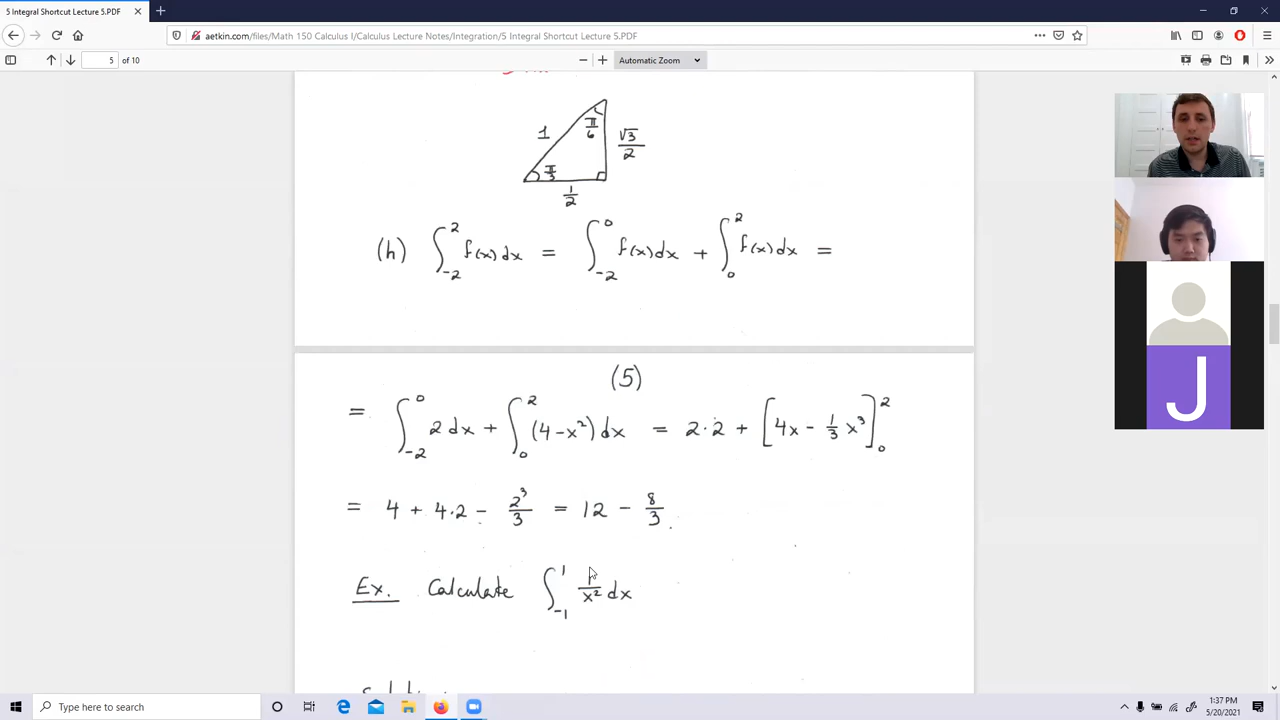 5 Integral Shortcut Lecture 5.PDF
aetkin.com/files/Math 150 Calculus I/Calculus Lecture Notes/Integration/5 Integral Shortcut Lecture 5.PDF
5 of 10 Automatic Zoom
1 π/6 √3/2
π/3
1/2
(h) ∫_{-2}^{2} f(x)dx = ∫_{-2}^{0} f(x)dx + ∫_{0}^{2} f(x)dx =
(5)
= ∫_{-2}^{0} 2 dx + ∫_{0}^{2} (4-x²)dx = 2·2 + [4x - 1/3 x³]_{0}^{2}
= 4 + 4·2 - 2³/3 = 12 - 8/3.
Ex. Calculate ∫_{-1}^{1} 1/x² dx
J
Type here to search
1:37 PM
5/20/2021